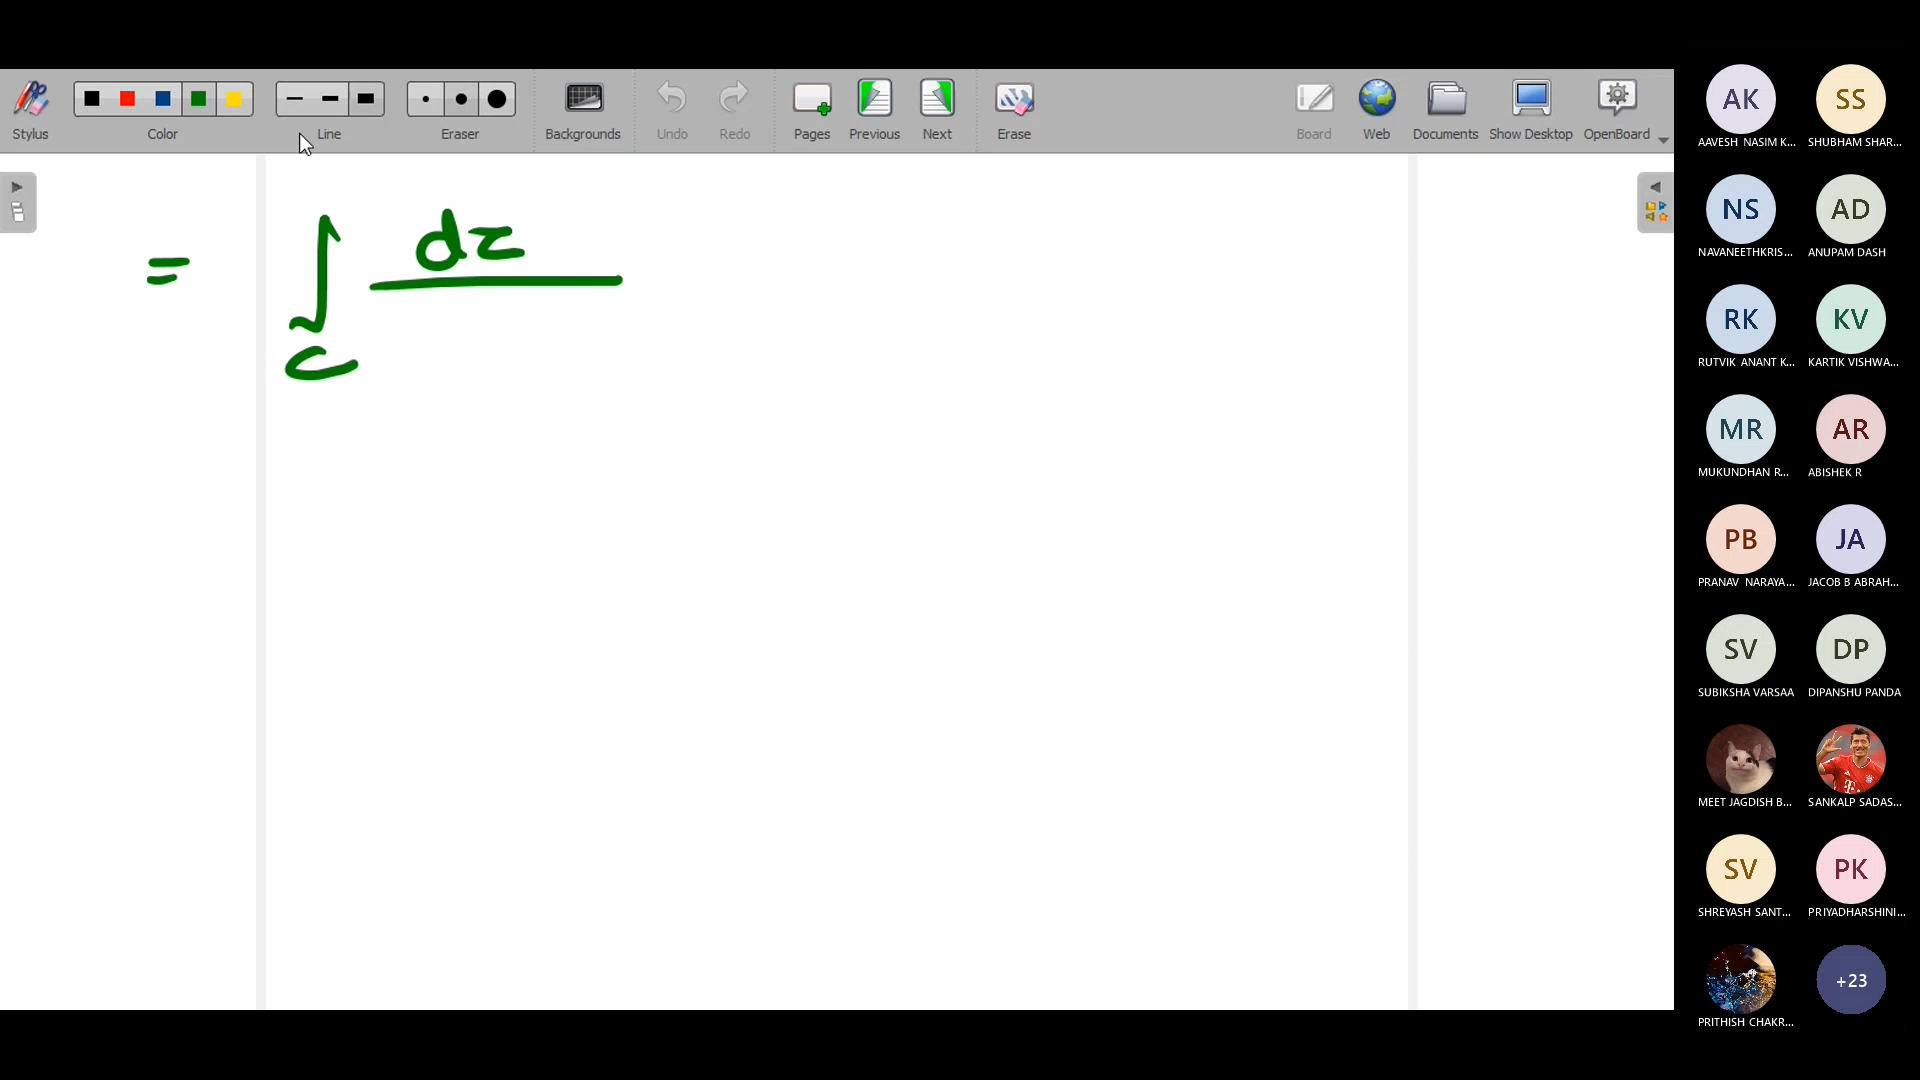 Stylus Color Line Eraser Backgrounds Undo Redo Pages Previous Next Erase Board Web Documents Show Desktop OpenBoard
= ∫ dz
C
AK SS
AAVESH NASIM K... SHUBHAM SHAR...
NS AD
NAVANEETHKRIS... ANUPAM DASH
RK KV
RUTVIK ANANT K... KARTIK VISHWA...
MR AR
MUKUNDHAN R... ABISHEK R
PB JA
PRANAV NARAYA... JACOB B ABRAH...
SV DP
SUBIKSHA VARSAA DIPANSHU PANDA
MEET JAGDISH B... SANKALP SADAS...
SV PK
SHREYASH SANT... PRIYADHARSHINI...
+23
PRITHISH CHAKR...